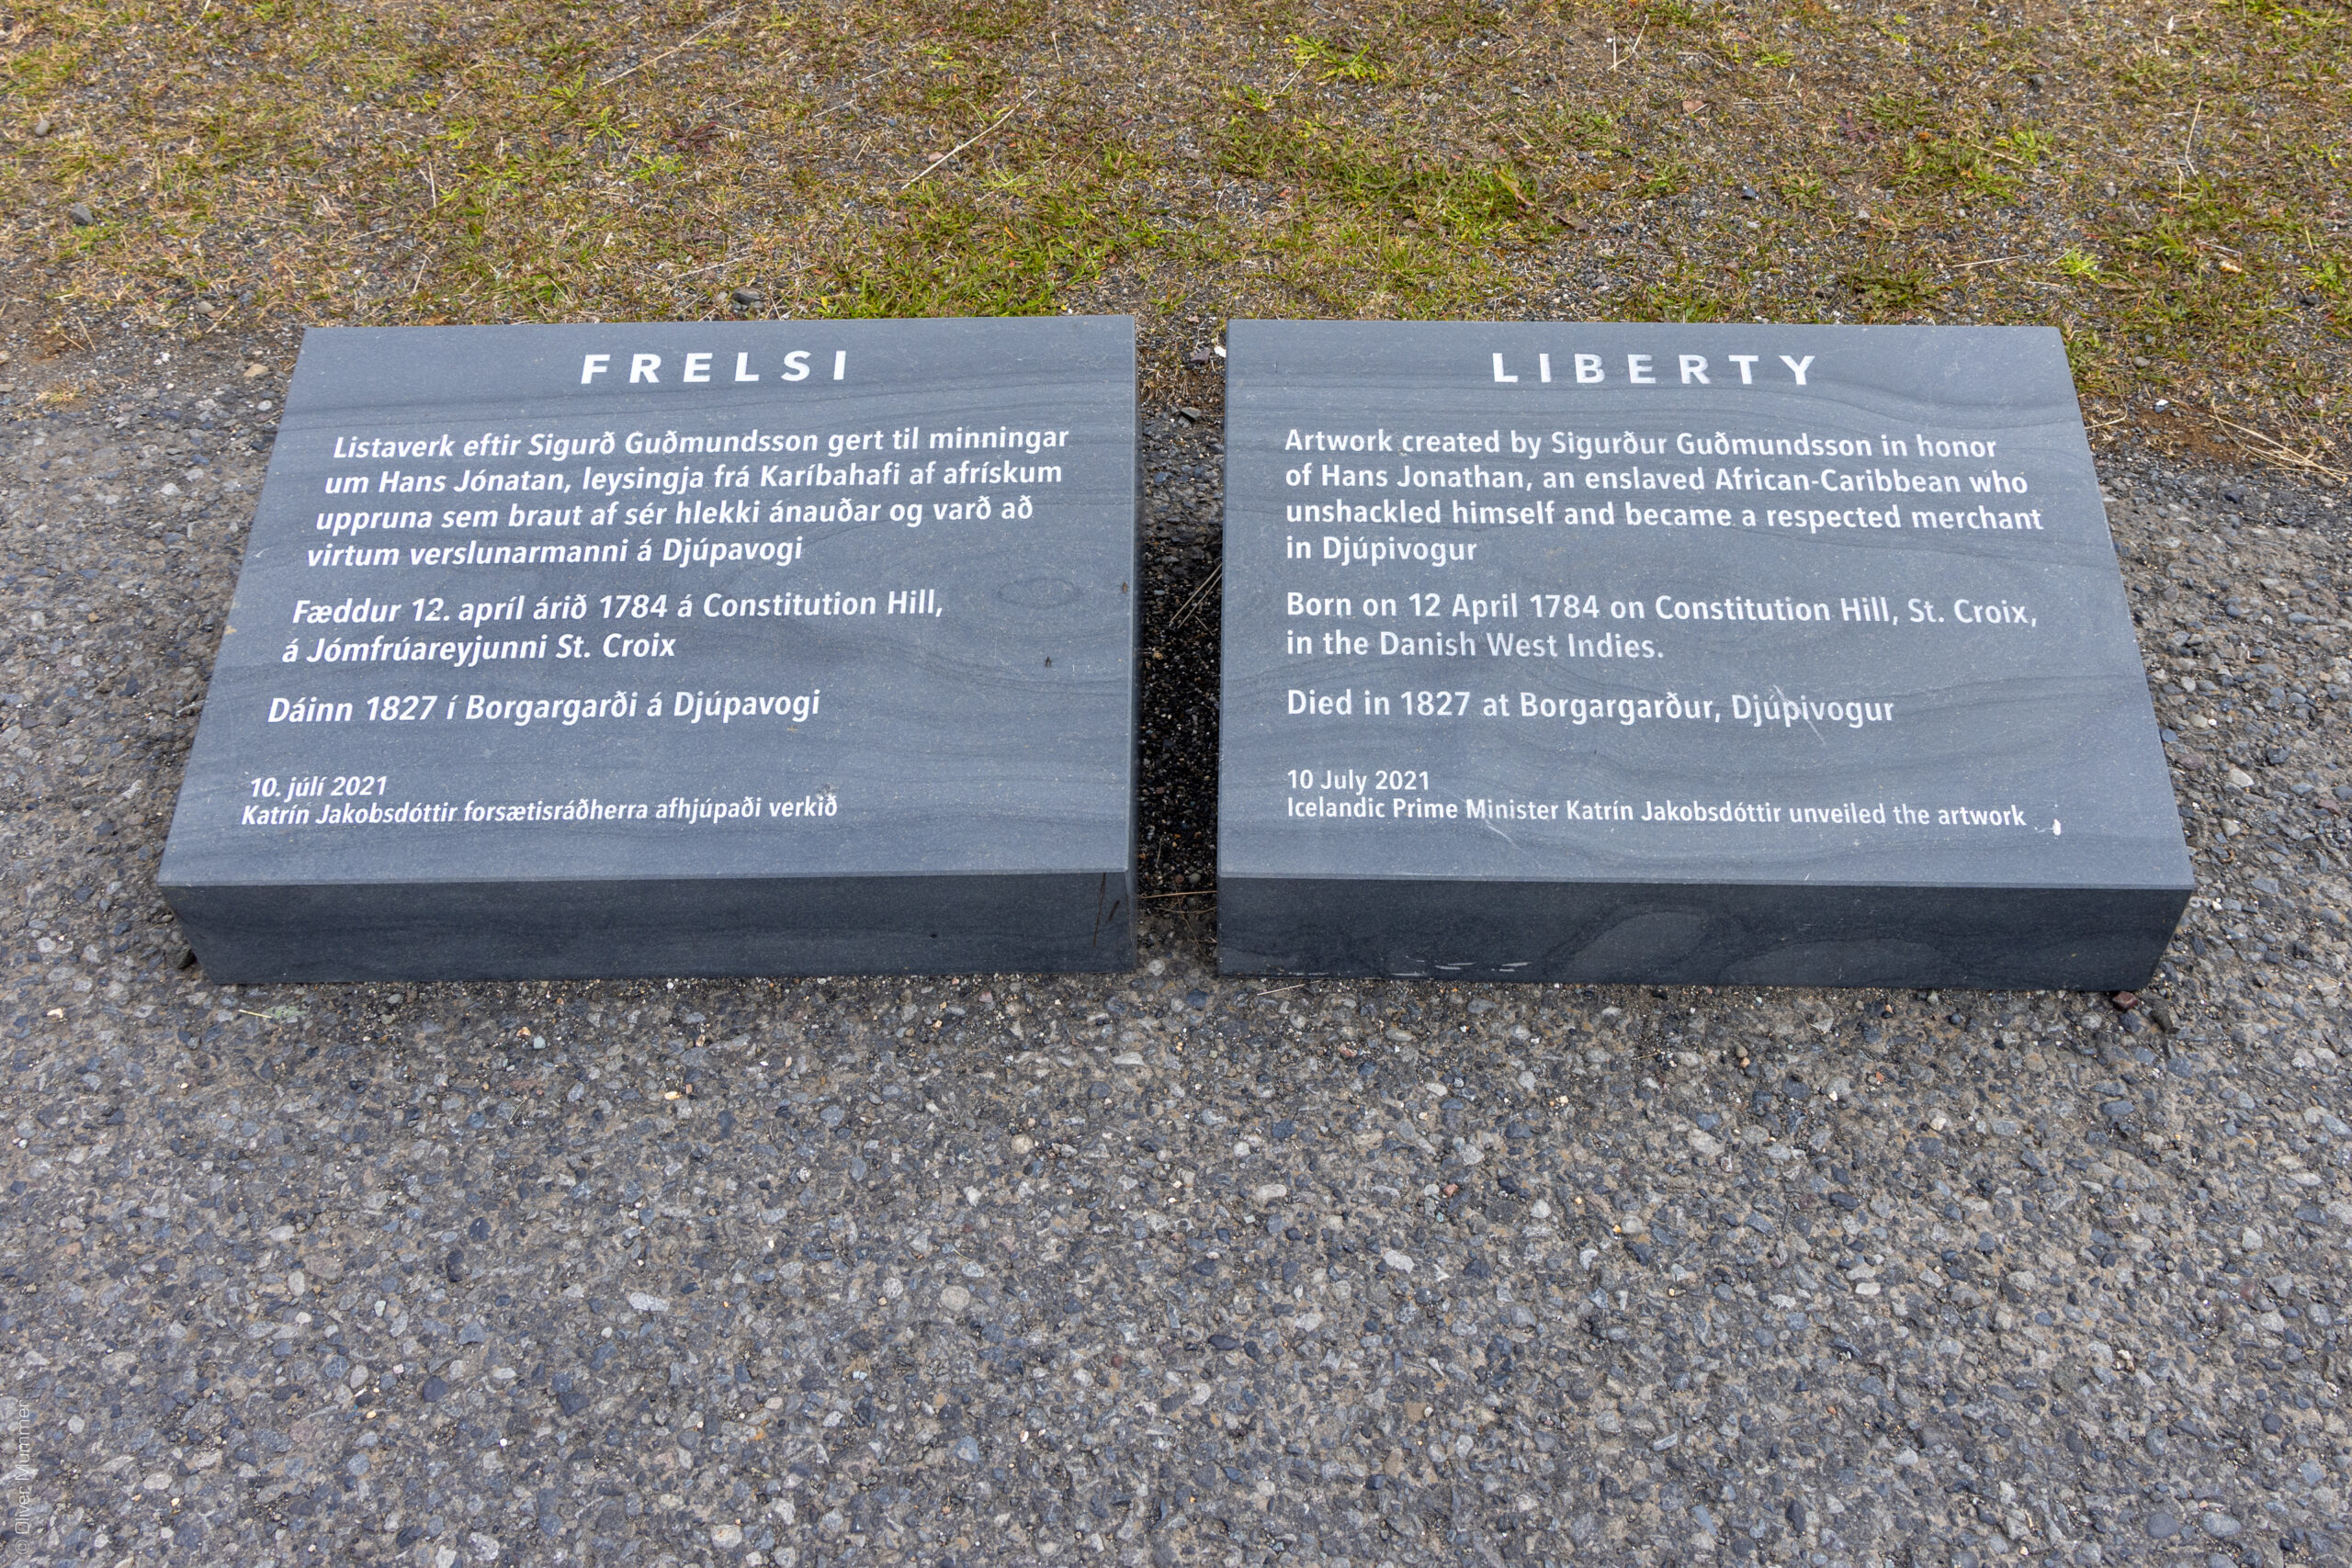 FRELSI
Listaverk eftir Sigurð Guðmundsson gert til minningar
um Hans Jónatan, leysingja frá Karíbahafi af afrískum
uppruna sem braut af sér hlekki ánauðar og varð að
virtum verslunarmanni á Djúpavogi
Fæddur 12. apríl árið 1784 á Constitution Hill,
á Jómfrúareyjunni St. Croix
Dáinn 1827 í Borgargarði á Djúpavogi
10. júlí 2021
Katrín Jakobsdóttir forsætisráðherra afhjúpaði verkið
LIBERTY
Artwork created by Sigurður Guðmundsson in honor
of Hans Jonathan, an enslaved African-Caribbean who
unshackled himself and became a respected merchant
in Djúpivogur
Born on 12 April 1784 on Constitution Hill, St. Croix,
in the Danish West Indies.
Died in 1827 at Borgargarður, Djúpivogur
10 July 2021
Icelandic Prime Minister Katrín Jakobsdóttir unveiled the artwork
© Oliver Mummer